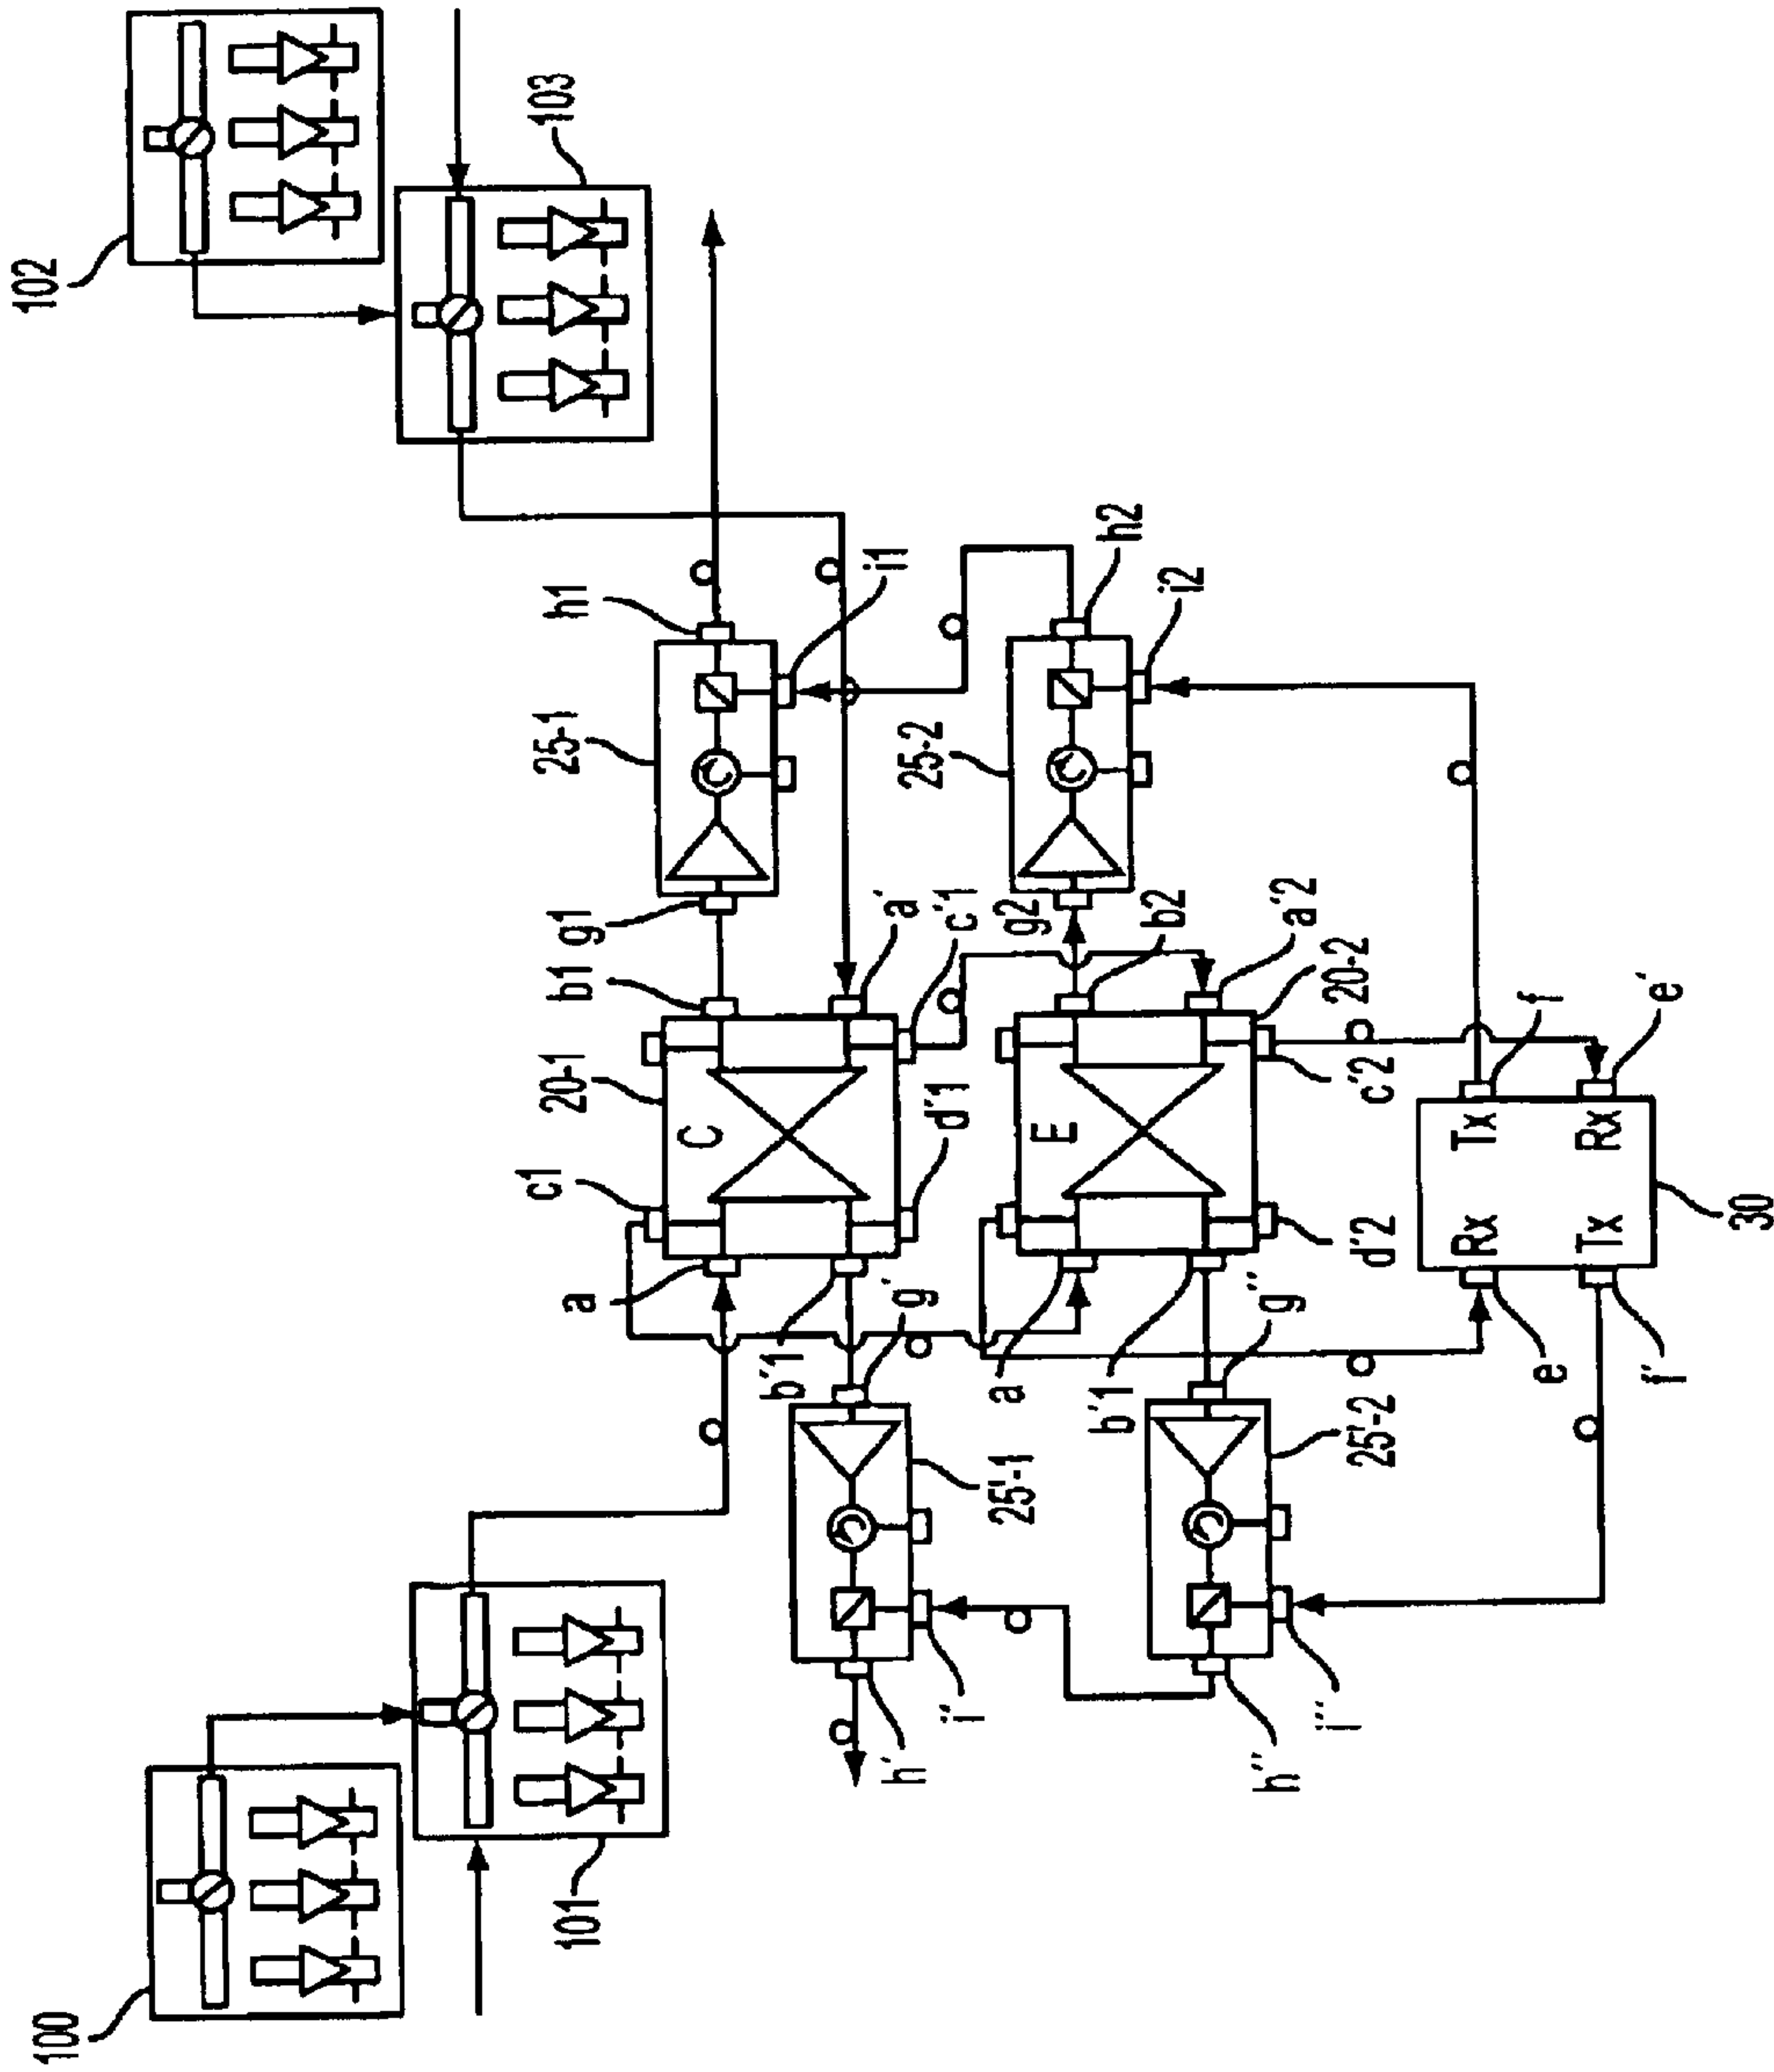 102
103
h1
i1
25-1
g1
b1
a'
c'1
20-1
C
c1
d'1
a
b'1
g'
h2
i2
25-2
g2
b2
a'2
20-2
E
c'2
d'2
a
b'1
g''
f
e'
Tx
Rx
Rx
Tx
30
e
f'
25'-1
25'-2
i'
h'
i''
h''
101
100